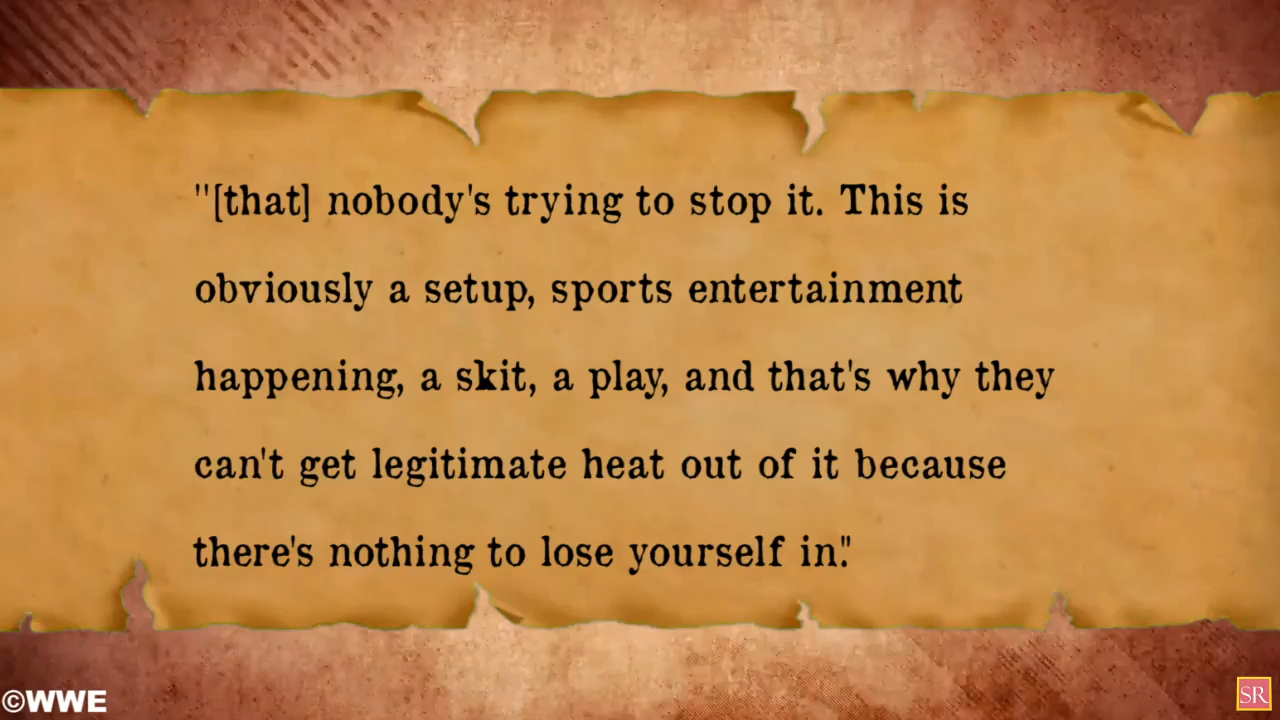 "[that] nobody's trying to stop it. This is
obviously a setup, sports entertainment
happening, a skit, a play, and that's why they
can't get legitimate heat out of it because
there's nothing to lose yourself in."
©WWE
SR